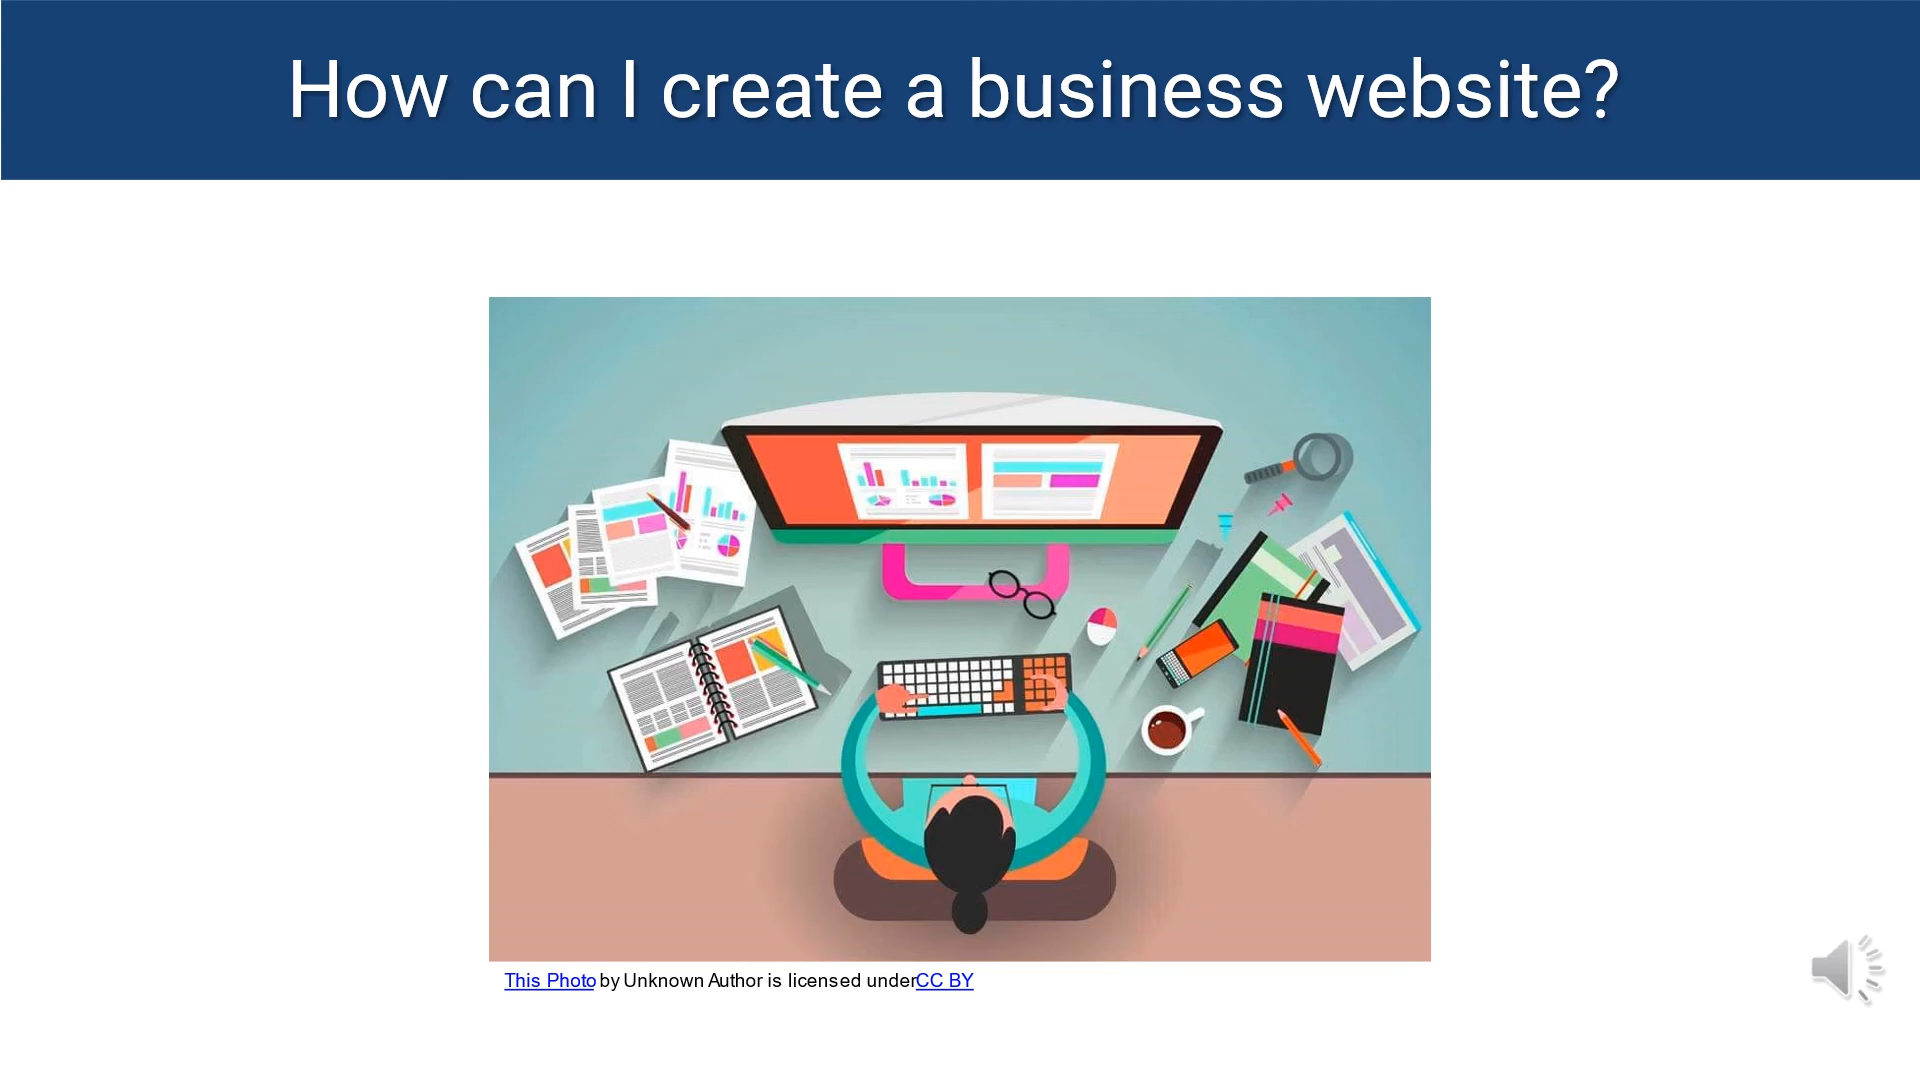 How can I create a business website?
This Photo by Unknown Author is licensed under CC BY